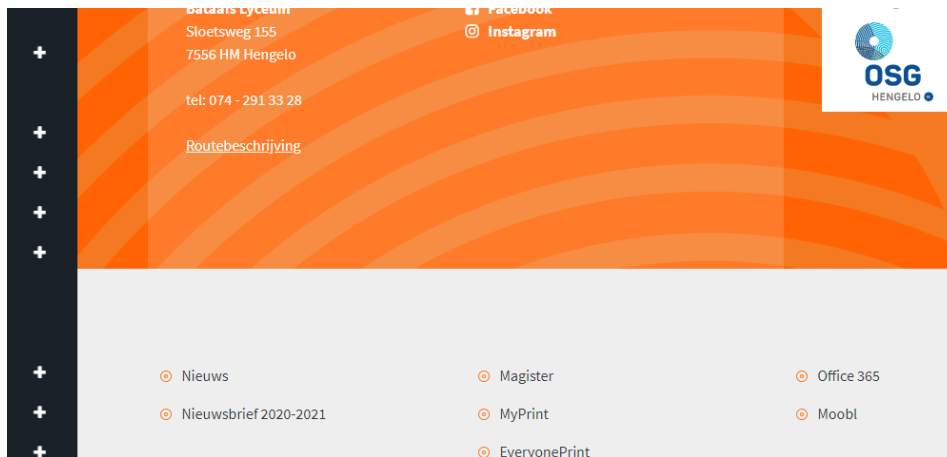 Bataafs Lyceum
Sloetsweg 155
7556 HM Hengelo
tel: 074 - 291 33 28
Routebeschrijving
Facebook
Instagram
OSG
HENGELO
Nieuws
Nieuwsbrief 2020-2021
Magister
MyPrint
EveryonePrint
Office 365
Moobl